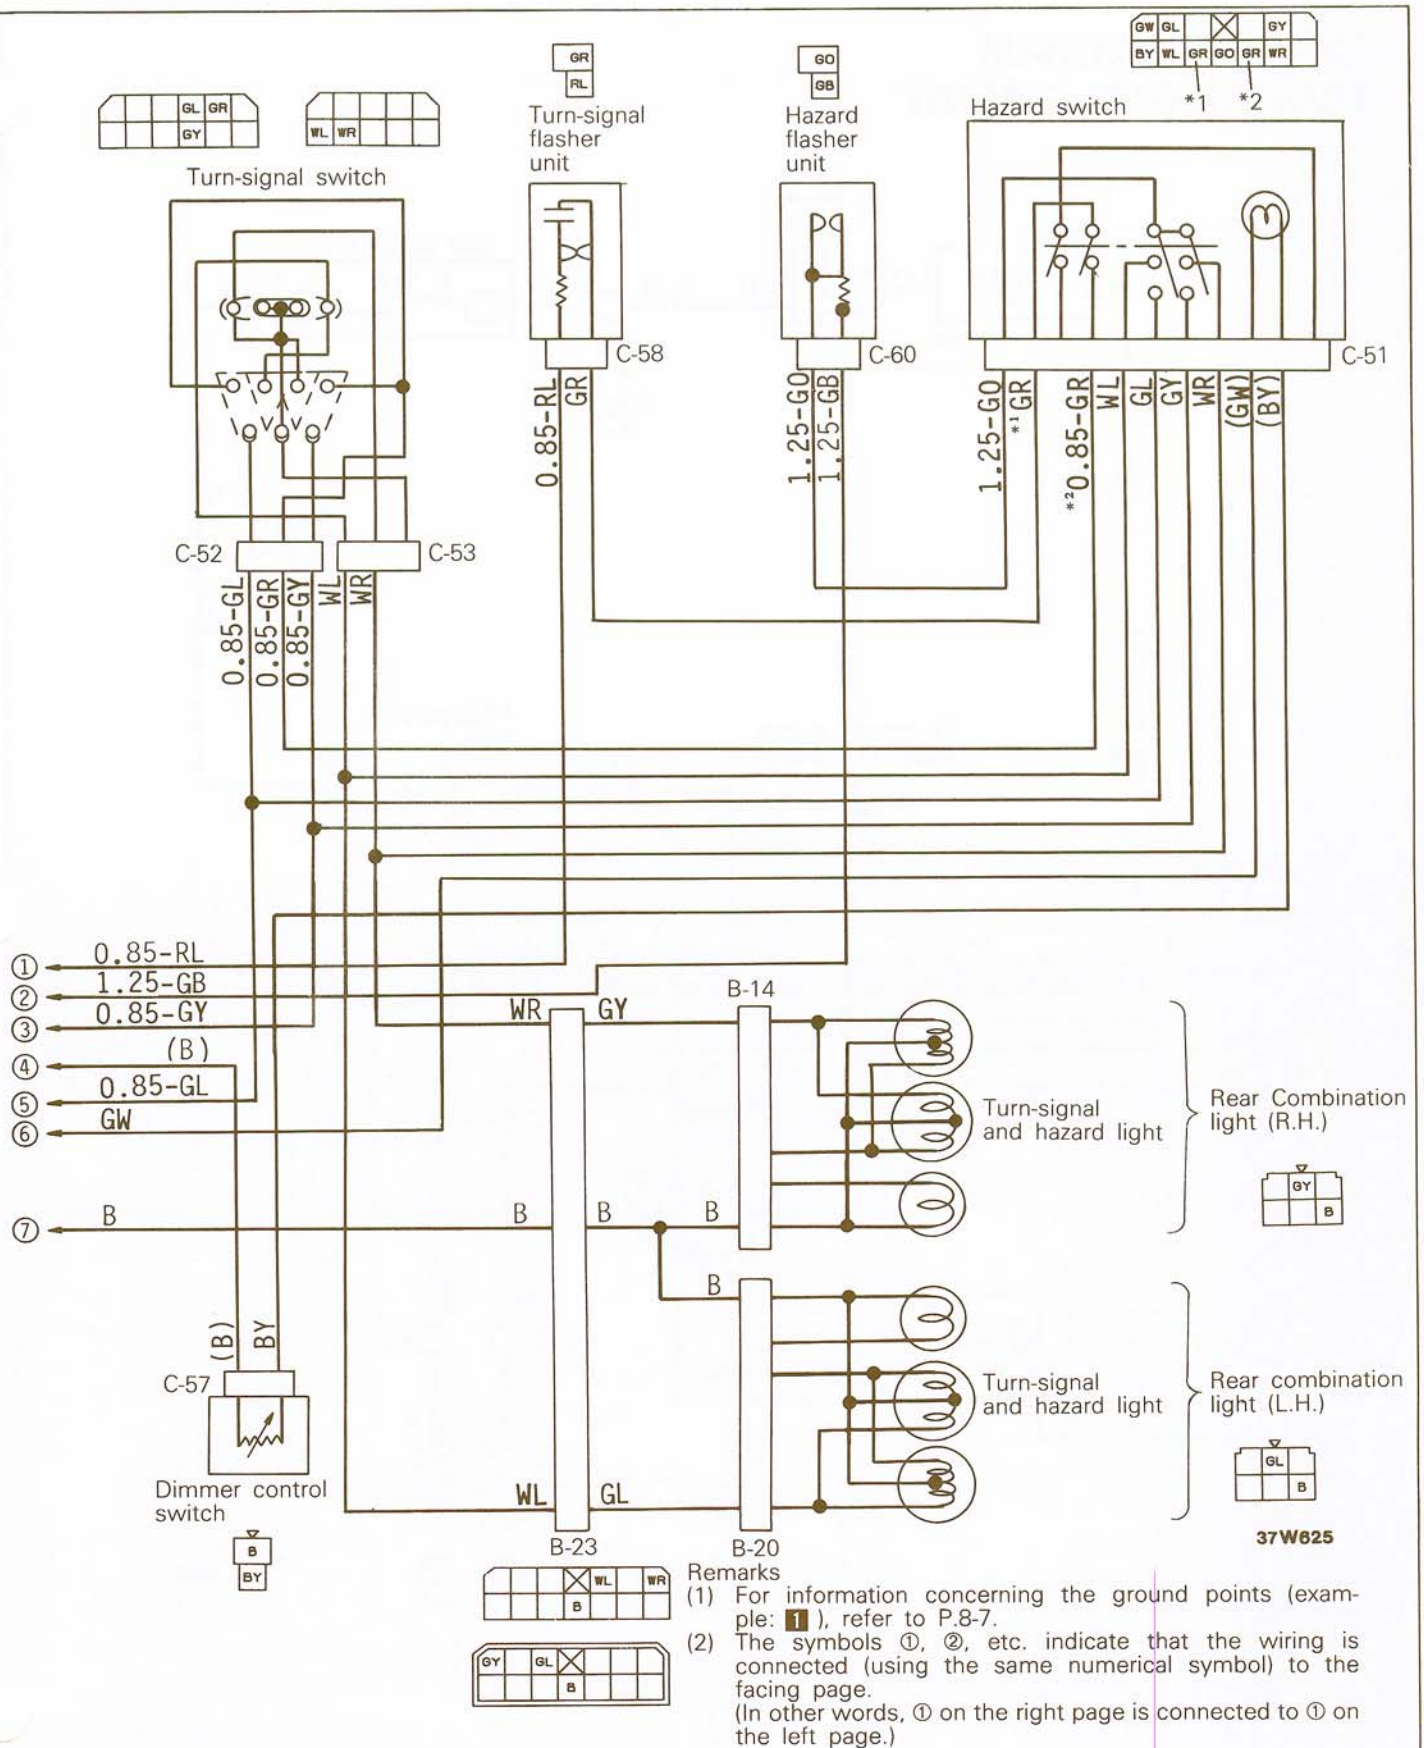 GW GL GY
BY WL GR GO GR WR
*1 *2
Hazard switch
GR
RL
Turn-signal
flasher
unit
C-58
0.85-RL
GR
GO
GB
Hazard
flasher
unit
C-60
1.25-GO
1.25-GB
C-51
1.25-GO
*1 GR
*2 0.85-GR
WL
GL
GY
WR
(GW)
(BY)
GL GR
GY
WL WR
Turn-signal switch
C-52
C-53
0.85-GL
0.85-GR
0.85-GY
WL
WR
① 0.85-RL
② 1.25-GB
③ 0.85-GY
④ (B)
⑤ 0.85-GL
⑥ GW
⑦ B
WR GY
B-14
B B B
B
WL GL
B-23
B-20
Turn-signal
and hazard light
Rear Combination
light (R.H.)
GY
B
Turn-signal
and hazard light
Rear combination
light (L.H.)
GL
B
37W625
(B)
BY
C-57
Dimmer control
switch
B
BY
WL WR
B
GY GL
B
Remarks
(1) For information concerning the ground points (exam-
ple: 1 ), refer to P.8-7.
(2) The symbols ①, ②, etc. indicate that the wiring is
connected (using the same numerical symbol) to the
facing page.
(In other words, ① on the right page is connected to ① on
the left page.)